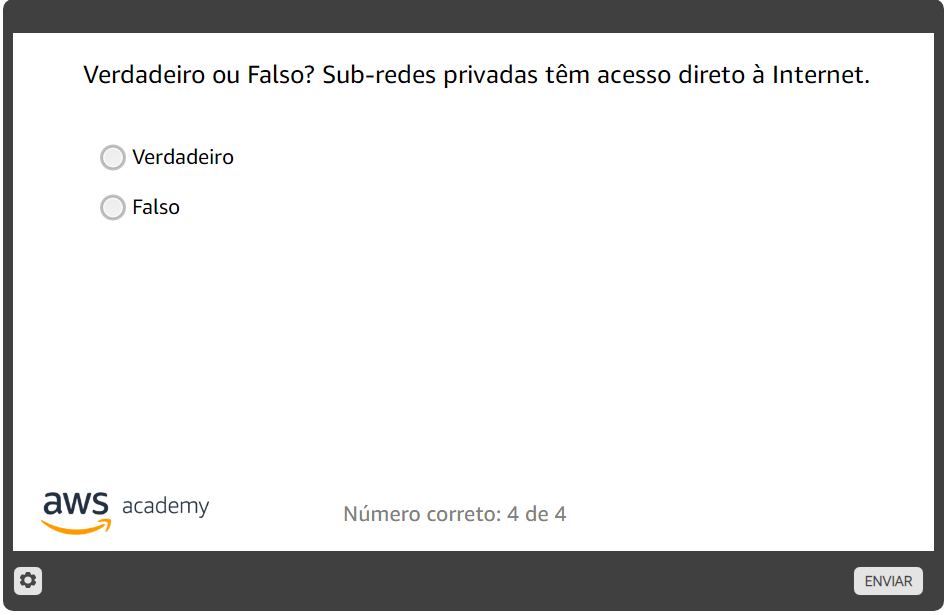 Verdadeiro ou Falso? Sub-redes privadas têm acesso direto à Internet.
Verdadeiro
Falso
aws academy
Número correto: 4 de 4
ENVIAR